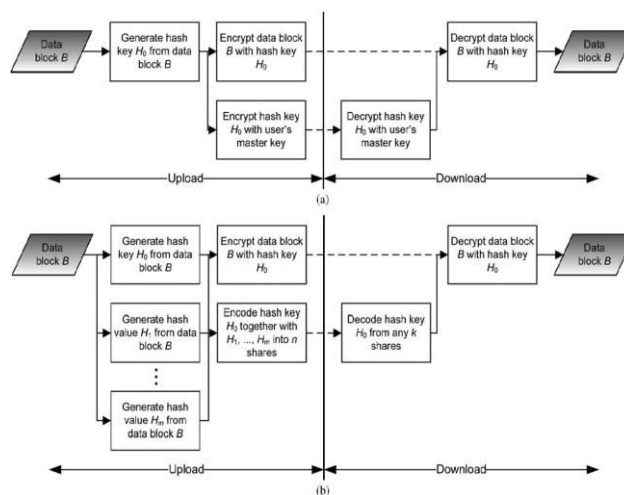 Data
block B
Generate hash
key H₀ from data
block B
Encrypt data block
B with hash key
H₀
Decrypt data block
B with hash key
H₀
Data
block B
Encrypt hash key
H₀ with user's
master key
Decrypt hash key
H₀ with user's
master key
Upload
Download
(a)
Data
block B
Generate hash
key H₀ from data
block B
Encrypt data block
B with hash key
H₀
Decrypt data block
B with hash key
H₀
Data
block B
Generate hash
value H₁ from data
block B
Encode hash key
H₀ together with
H₁, ..., Hₘ into n
shares
Decode hash key
H₀ from any k
shares
Generate hash
value Hₘ from
data block B
Upload
Download
(b)